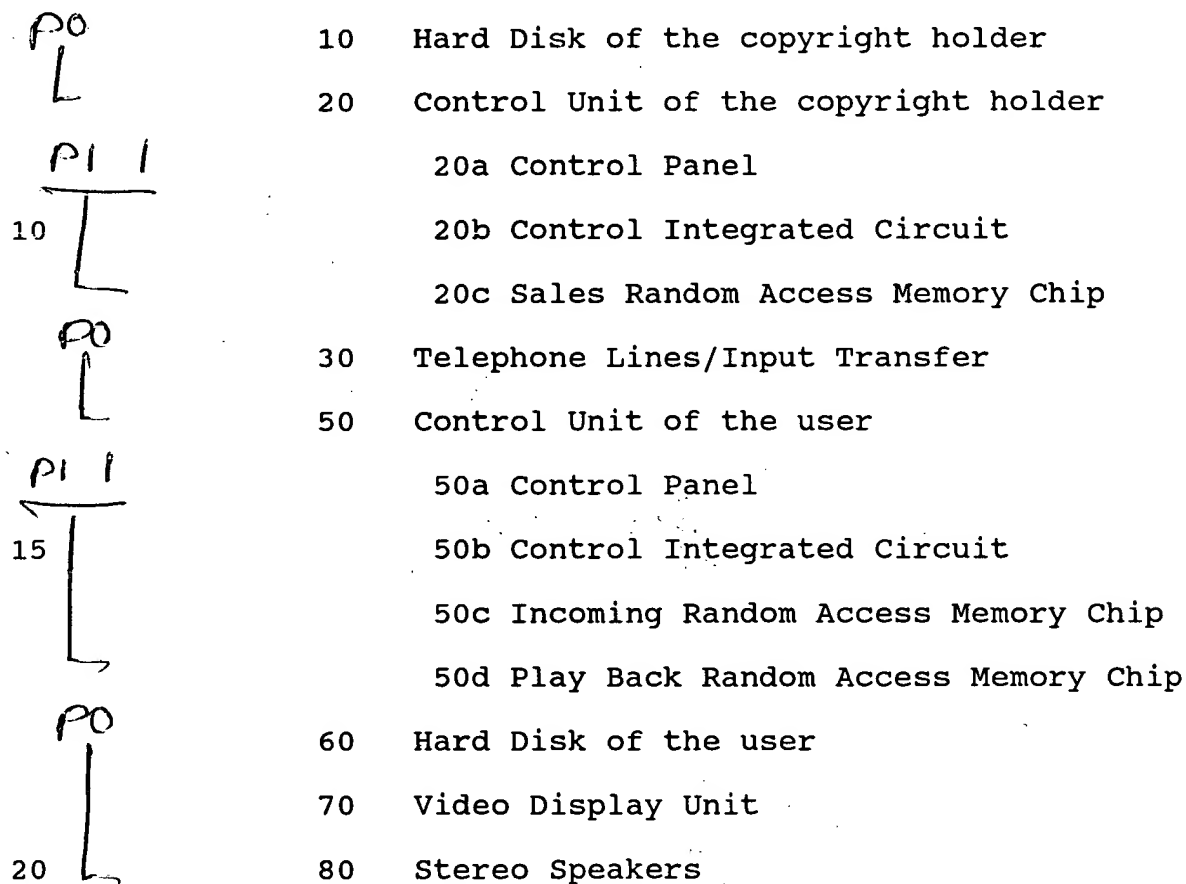 PO
10 Hard Disk of the copyright holder
20 Control Unit of the copyright holder
P1 1
20a Control Panel
10 20b Control Integrated Circuit
20c Sales Random Access Memory Chip
PO
30 Telephone Lines/Input Transfer
50 Control Unit of the user
P1 1
50a Control Panel
15 50b Control Integrated Circuit
50c Incoming Random Access Memory Chip
50d Play Back Random Access Memory Chip
PO
60 Hard Disk of the user
70 Video Display Unit
20 80 Stereo Speakers